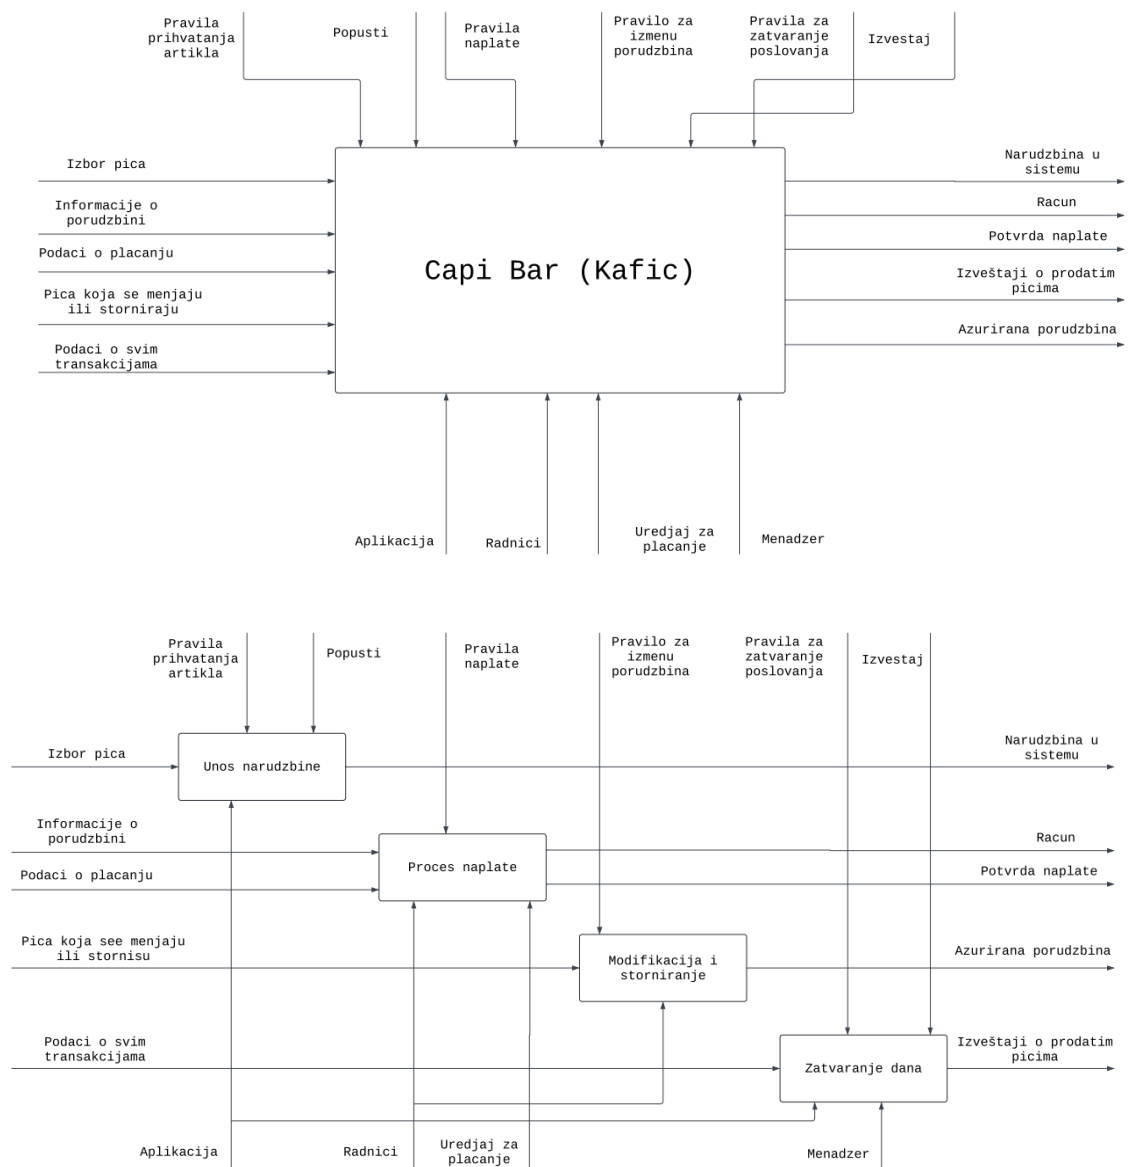 Pravila
prihvatanja
artikla
Popusti
Pravila
naplate
Pravilo za
izmenu
porudzbina
Pravila za
zatvaranje
poslovanja
Izvestaj
Izbor pica
Informacije o
porudzbini
Podaci o placanju
Pica koja se menjaju
ili storniraju
Podaci o svim
transakcijama
Capi Bar (Kafic)
Narudzbina u
sistemu
Racun
Potvrda naplate
Izveštaji o prodatim
picima
Azurirana porudzbina
Aplikacija
Radnici
Uredjaj za
placanje
Menadzer
Pravila
prihvatanja
artikla
Popusti
Pravila
naplate
Pravilo za
izmenu
porudzbina
Pravila za
zatvaranje
poslovanja
Izvestaj
Izbor pica
Unos narudzbine
Narudzbina u
sistemu
Informacije o
porudzbini
Podaci o placanju
Proces naplate
Racun
Potvrda naplate
Pica koja see menjaju
ili stornisu
Modifikacija i
storniranje
Azurirana porudzbina
Podaci o svim
transakcijama
Zatvaranje dana
Izveštaji o prodatim
picima
Aplikacija
Radnici
Uredjaj za
placanje
Menadzer